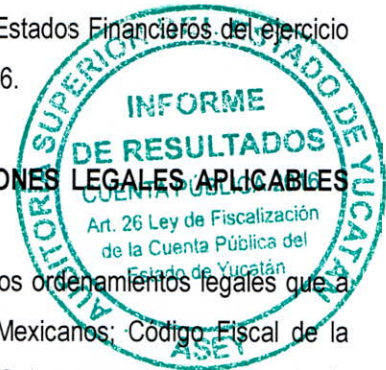 Estados Financieros del ejercicio
6.
AUDITORÍA SUPERIOR DEL ESTADO DE YUCATÁN
INFORME
DE RESULTADOS
ONES LEGALES APLICABLES
CUENTA PÚBLICA 2016
Art. 26 Ley de Fiscalización
de la Cuenta Pública del
Estado de Yucatán
os ordenamientos legales que a
Mexicanos; Código Fiscal de la
ASEY